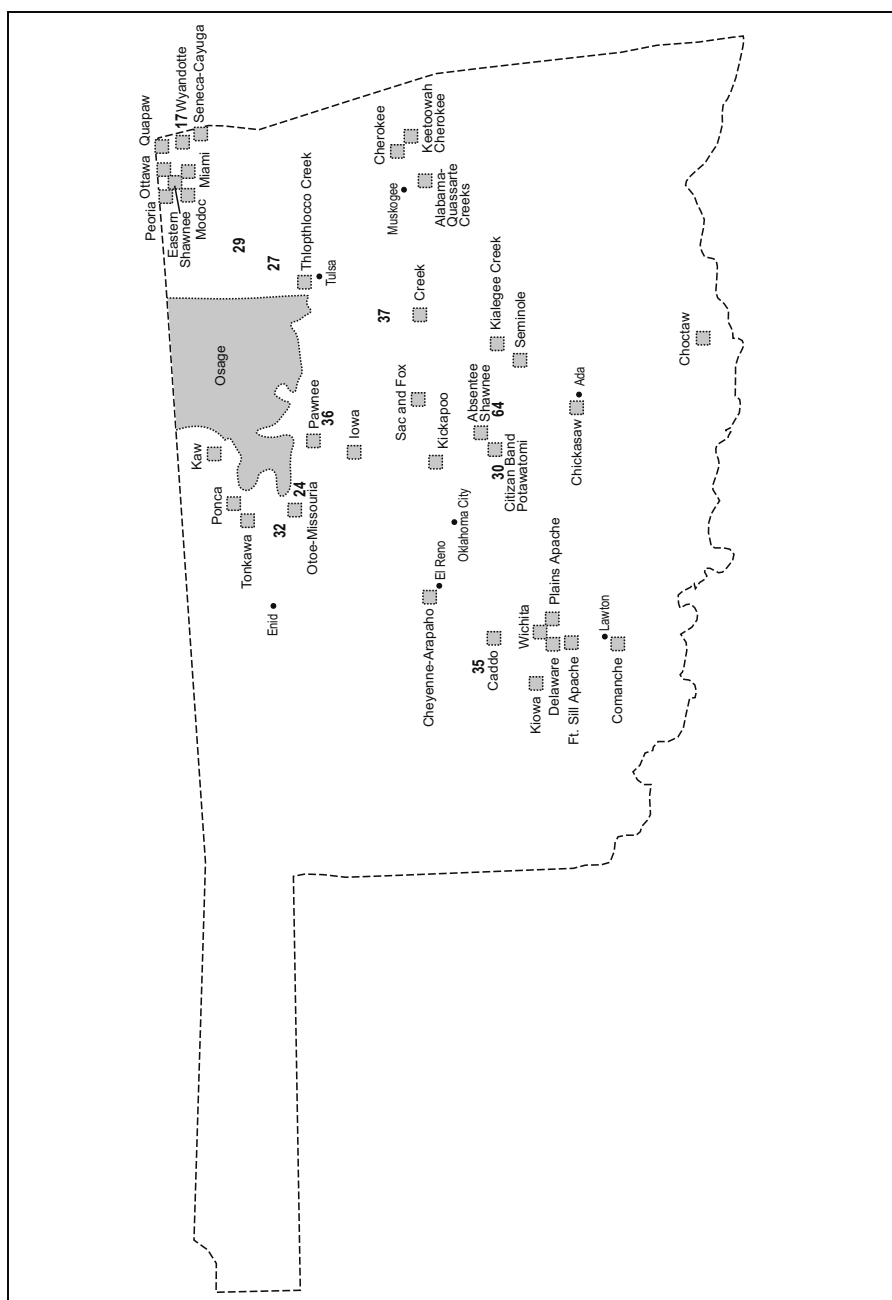 Peoria
Ottawa
Quapaw
17 Wyandotte
Seneca-Cayuga
Eastern
Shawnee
Modoc
Miami
29
27
Thlopthlocco Creek
Tulsa
Osage
Kaw
Ponca
Tonkawa
32
24
Otoe-Missouria
Enid
Pawnee
36
Iowa
Cherokee
Keetoowah
Cherokee
Muskogee
Alabama-
Quassarte
Creeks
37
Creek
Sac and Fox
Kickapoo
Oklahoma City
El Reno
Cheyenne-Arapaho
Kialegee Creek
Seminole
Absentee
Shawnee
64
30
Citizan Band
Potawatomi
Ada
Chickasaw
Choctaw
35
Caddo
Wichita
Plains Apache
Kiowa
Delaware
Ft. Sill Apache
Lawton
Comanche